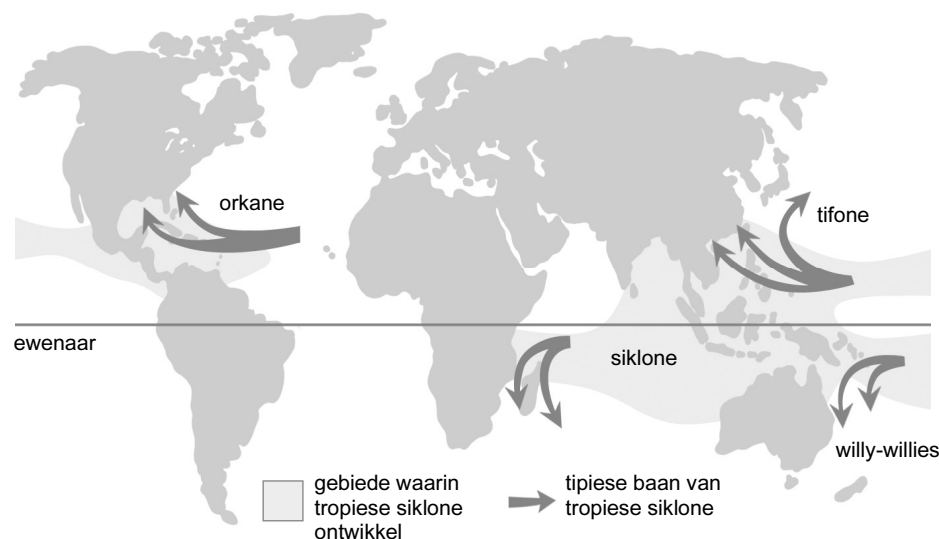 orkane
tifone
ewenaar
siklone
willy-willies
gebiede waarin
tropiese siklone
ontwikkel
tipiese baan van
tropiese siklone